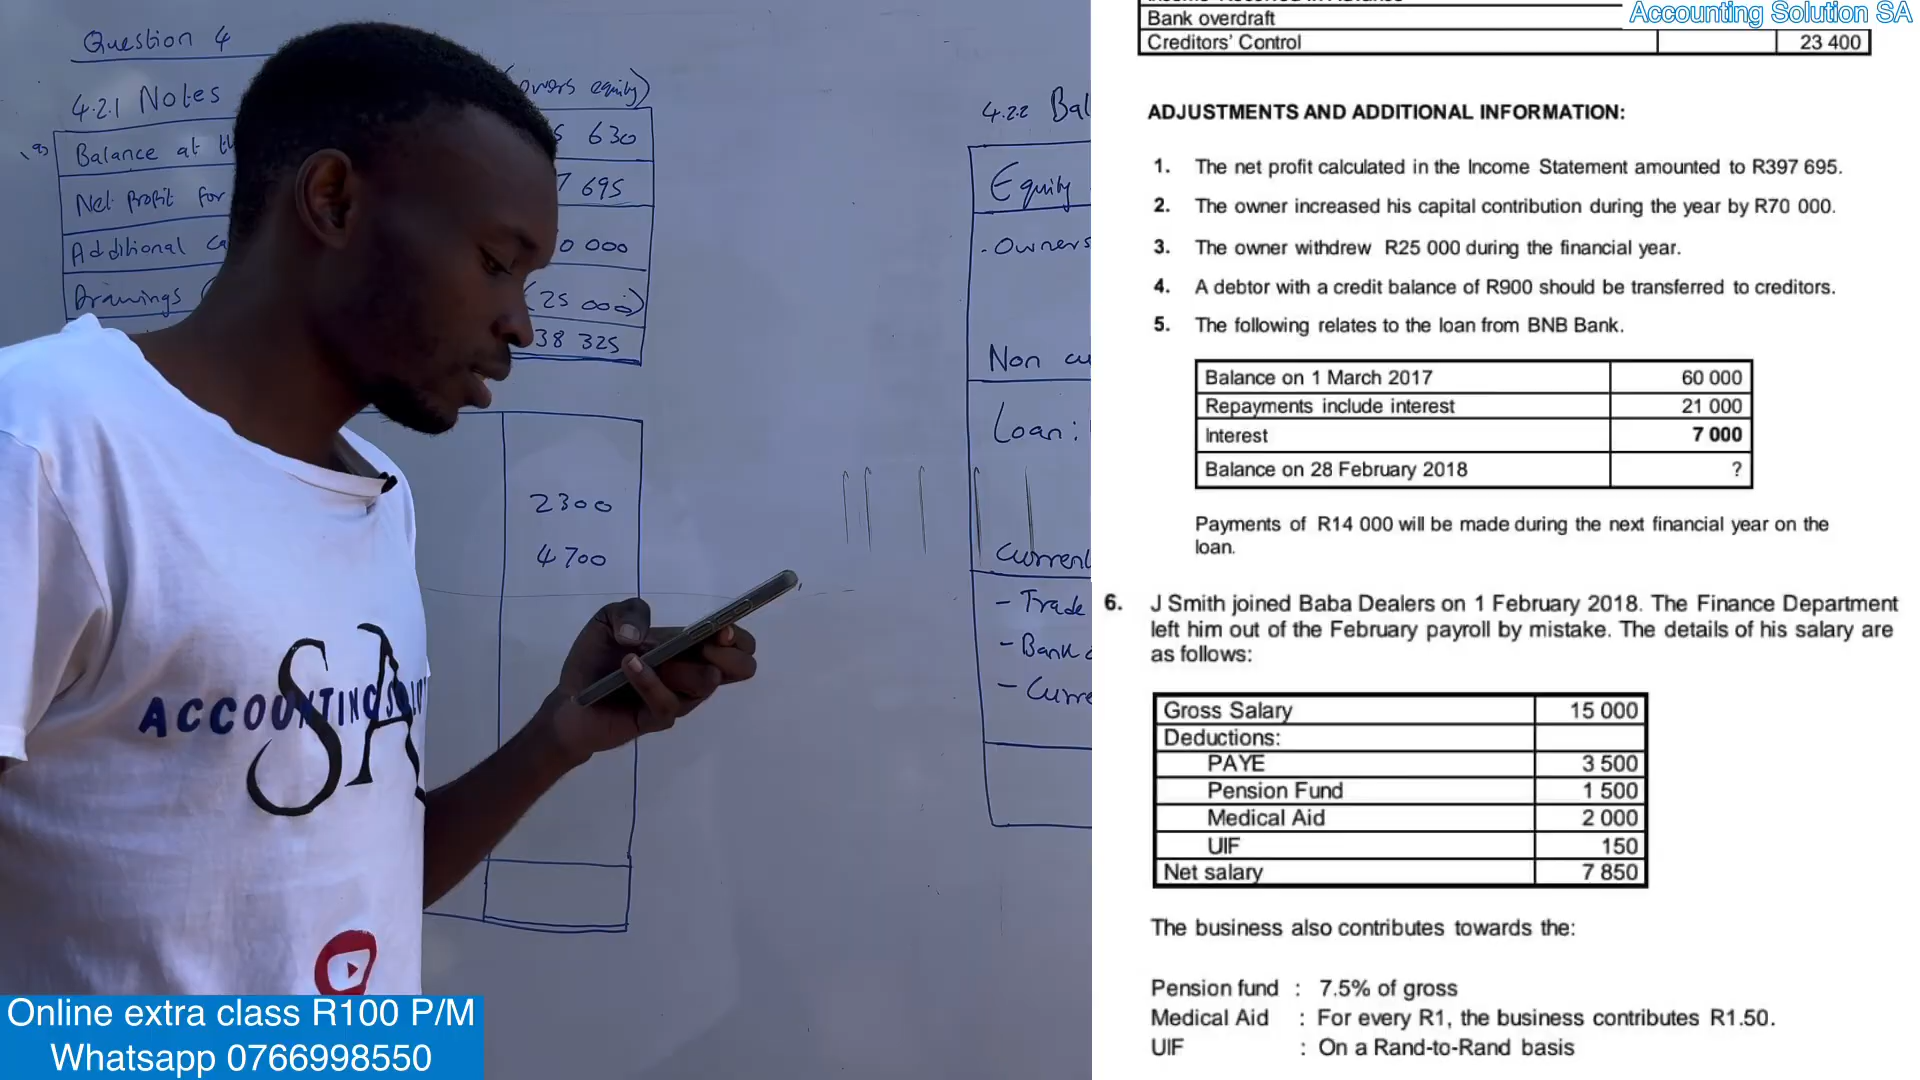 Question 4
4.2.1 Notes
owners equity)
Balance at th
5 630
Net Profit for
7 695
Additional Ca
0 000
Drawings (
(25 000)
38 325
2300
4700
4.2.2 Bal
Equity
- Owners
Non cu
Loan:
Current
- Trade
- Bank
- Curre
ACCOUNTING SOLU
SA
Online extra class R100 P/M
Whatsapp 0766998550
Accounting Solution SA
Bank overdraft
Creditors' Control 23 400
ADJUSTMENTS AND ADDITIONAL INFORMATION:
1. The net profit calculated in the Income Statement amounted to R397 695.
2. The owner increased his capital contribution during the year by R70 000.
3. The owner withdrew R25 000 during the financial year.
4. A debtor with a credit balance of R900 should be transferred to creditors.
5. The following relates to the loan from BNB Bank.
Balance on 1 March 2017 60 000
Repayments include interest 21 000
Interest 7 000
Balance on 28 February 2018 ?
Payments of R14 000 will be made during the next financial year on the
loan.
6. J Smith joined Baba Dealers on 1 February 2018. The Finance Department
left him out of the February payroll by mistake. The details of his salary are
as follows:
Gross Salary 15 000
Deductions:
PAYE 3 500
Pension Fund 1 500
Medical Aid 2 000
UIF 150
Net salary 7 850
The business also contributes towards the:
Pension fund : 7.5% of gross
Medical Aid : For every R1, the business contributes R1.50.
UIF : On a Rand-to-Rand basis